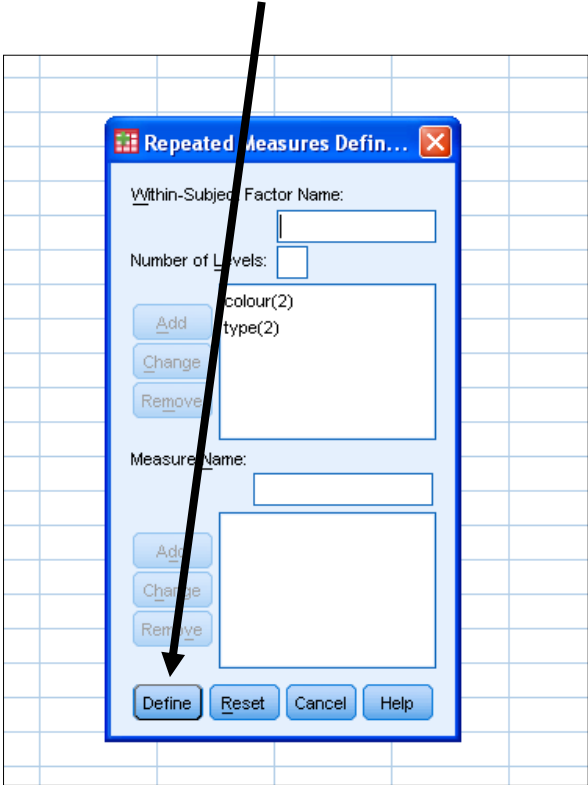 Repeated Measures Defin...
Within-Subject Factor Name:
Number of Levels:
colour(2)
type(2)
Add
Change
Remove
Measure Name:
Add
Change
Remove
Define
Reset
Cancel
Help